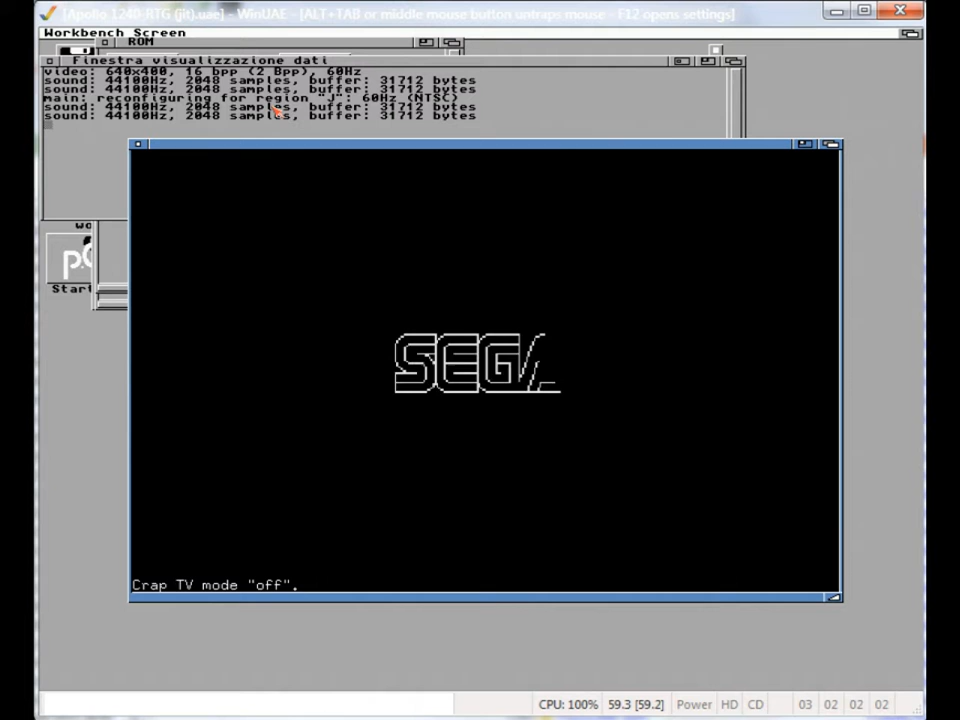 [Apollo 1240 RTG (jit).uae] - WinUAE - [ALT+TAB or middle mouse button untraps mouse - F12 opens settings]
Workbench Screen
ROM
Finestra visualizzazione dati
video: 640x400, 16 bpp (2 Bpp), 60Hz
sound: 44100Hz, 2048 samples, buffer: 31712 bytes
sound: 44100Hz, 2048 samples, buffer: 31712 bytes
main: reconfiguring for region "J": 60Hz (NTSC)
sound: 44100Hz, 2048 samples, buffer: 31712 bytes
sound: 44100Hz, 2048 samples, buffer: 31712 bytes
Wo
p.
Start
SEGA
Crap TV mode "off".
CPU: 100% 59.3 [59.2] Power HD CD 03 02 02 02